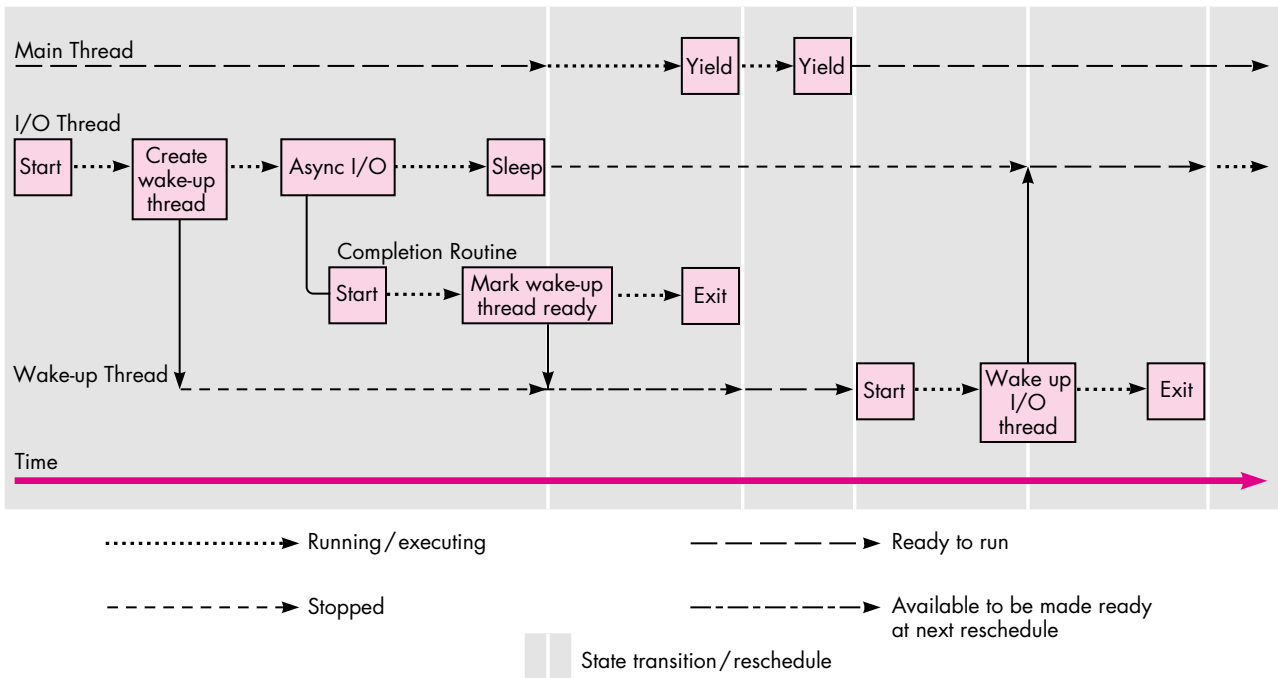 Main Thread
Yield
Yield
I/O Thread
Start
Create
wake-up
thread
Async I/O
Sleep
Completion Routine
Start
Mark wake-up
thread ready
Exit
Wake-up Thread
Start
Wake up
I/O
thread
Exit
Time
Running/executing
Ready to run
Stopped
Available to be made ready
at next reschedule
State transition/reschedule